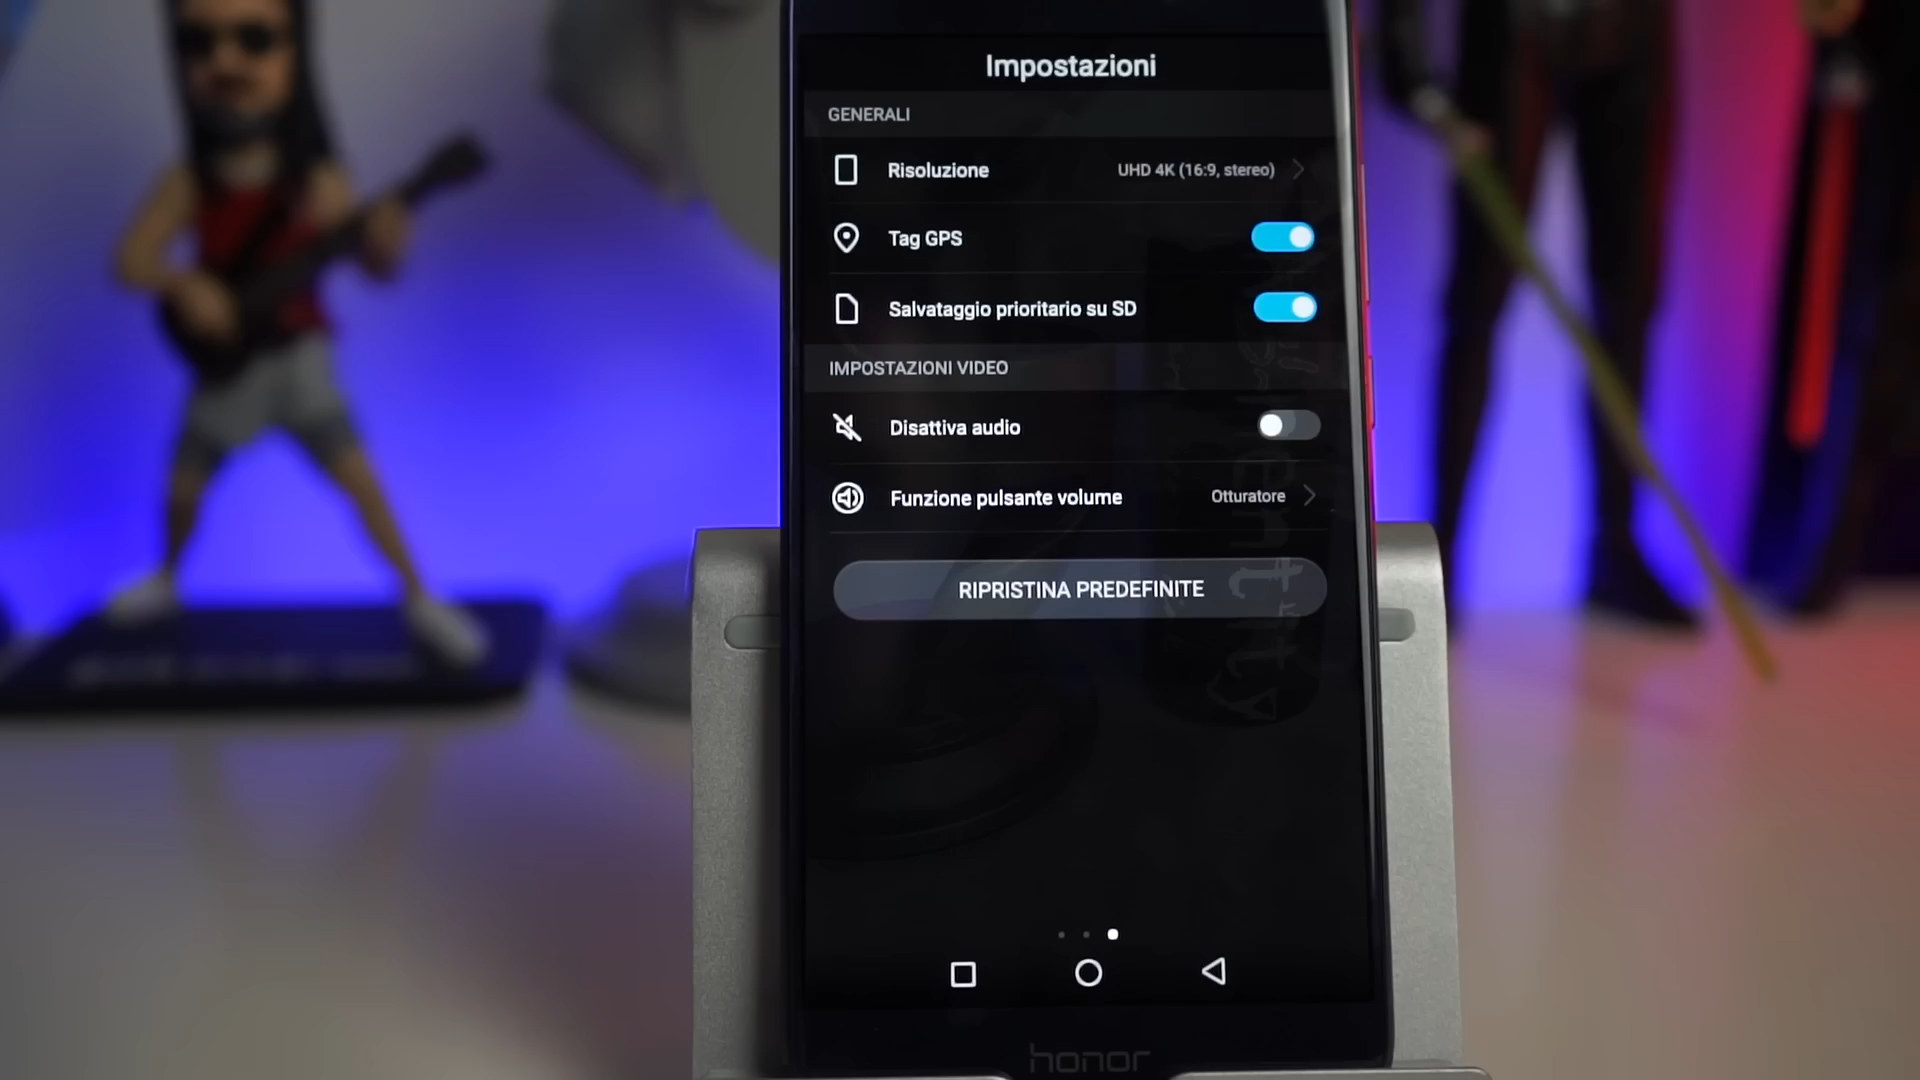 Impostazioni
GENERALI
Risoluzione UHD 4K (16:9, stereo)
Tag GPS
Salvataggio prioritario su SD
IMPOSTAZIONI VIDEO
Disattiva audio
Funzione pulsante volume Otturatore
RIPRISTINA PREDEFINITE
honor